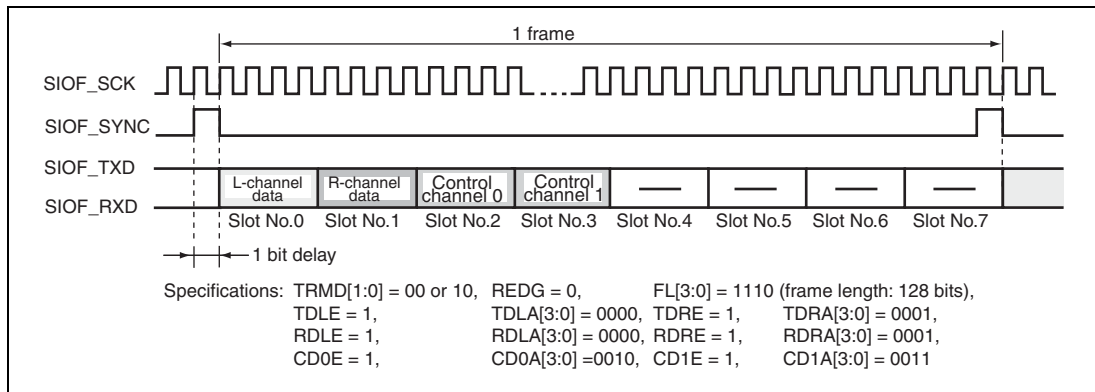 1 frame
SIOF_SCK
SIOF_SYNC
SIOF_TXD
SIOF_RXD
L-channel data
R-channel data
Control channel 0
Control channel 1
Slot No.0 Slot No.1 Slot No.2 Slot No.3 Slot No.4 Slot No.5 Slot No.6 Slot No.7
1 bit delay
Specifications: TRMD[1:0] = 00 or 10, REDG = 0, FL[3:0] = 1110 (frame length: 128 bits),
TDLE = 1, TDLA[3:0] = 0000, TDRE = 1, TDRA[3:0] = 0001,
RDLE = 1, RDLA[3:0] = 0000, RDRE = 1, RDRA[3:0] = 0001,
CD0E = 1, CD0A[3:0] =0010, CD1E = 1, CD1A[3:0] = 0011